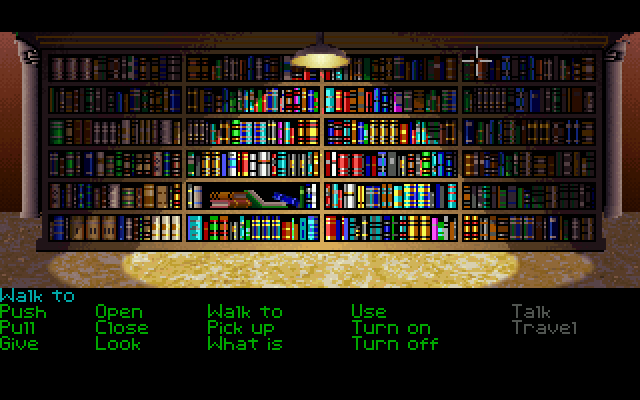 Walk to
Push Open Walk to Use Talk
Pull Close Pick up Turn on Travel
Give Look What is Turn off